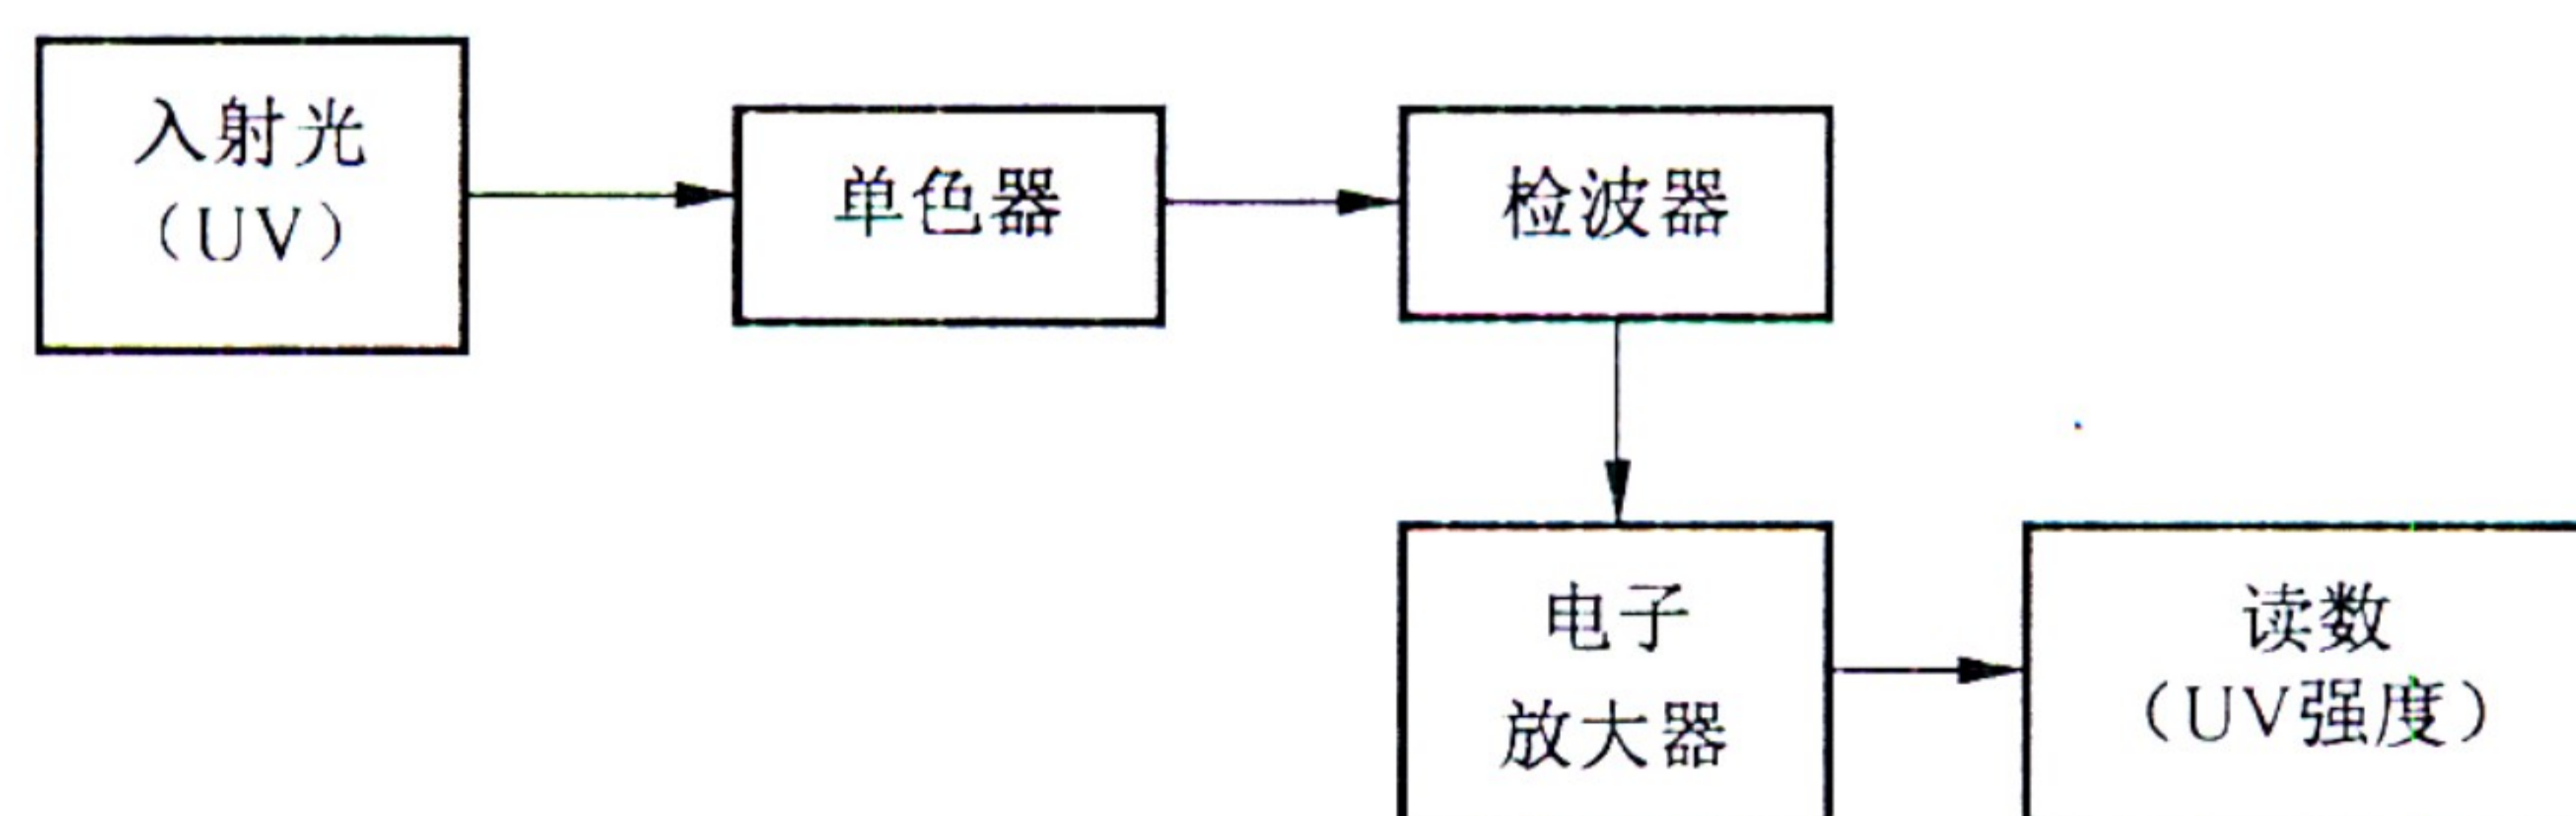 入射光
（UV）
单色器
检波器
电子
放大器
读数
（UV强度）